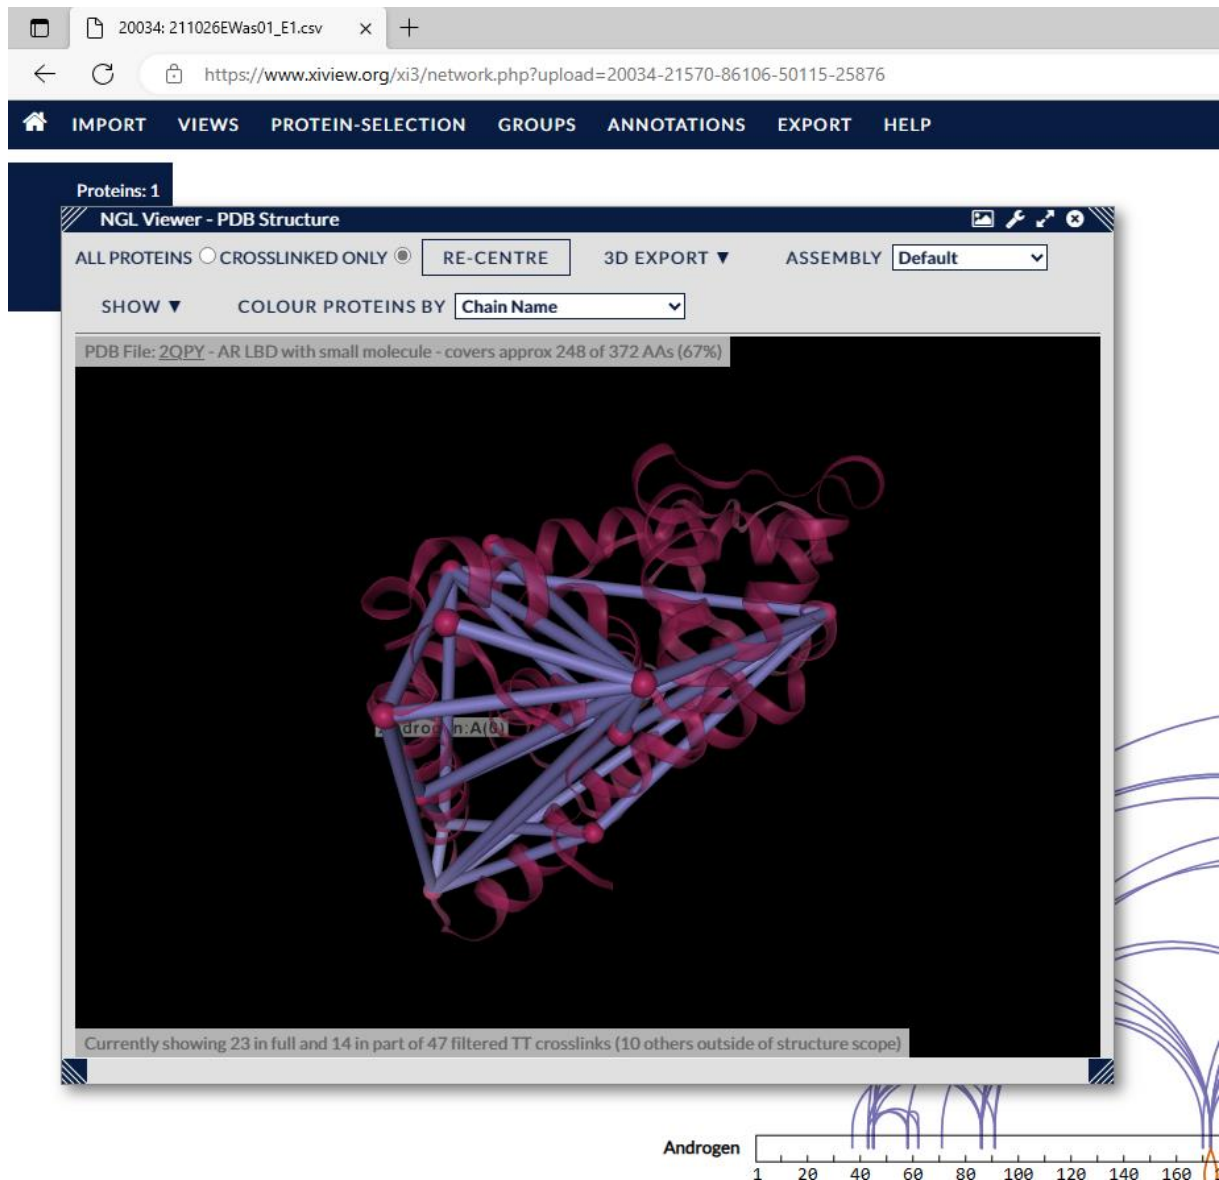 20034: 211026EWas01_E1.csv
https://www.xiview.org/xi3/network.php?upload=20034-21570-86106-50115-25876
IMPORT VIEWS PROTEIN-SELECTION GROUPS ANNOTATIONS EXPORT HELP
Proteins: 1
NGL Viewer - PDB Structure
ALL PROTEINS CROSSLINKED ONLY RE-CENTRE 3D EXPORT ▼ ASSEMBLY Default
SHOW ▼ COLOUR PROTEINS BY Chain Name
PDB File: 2QPY - AR LBD with small molecule - covers approx 248 of 372 AAs (67%)
Currently showing 23 in full and 14 in part of 47 filtered TT crosslinks (10 others outside of structure scope)
Androgen
1 20 40 60 80 100 120 140 160